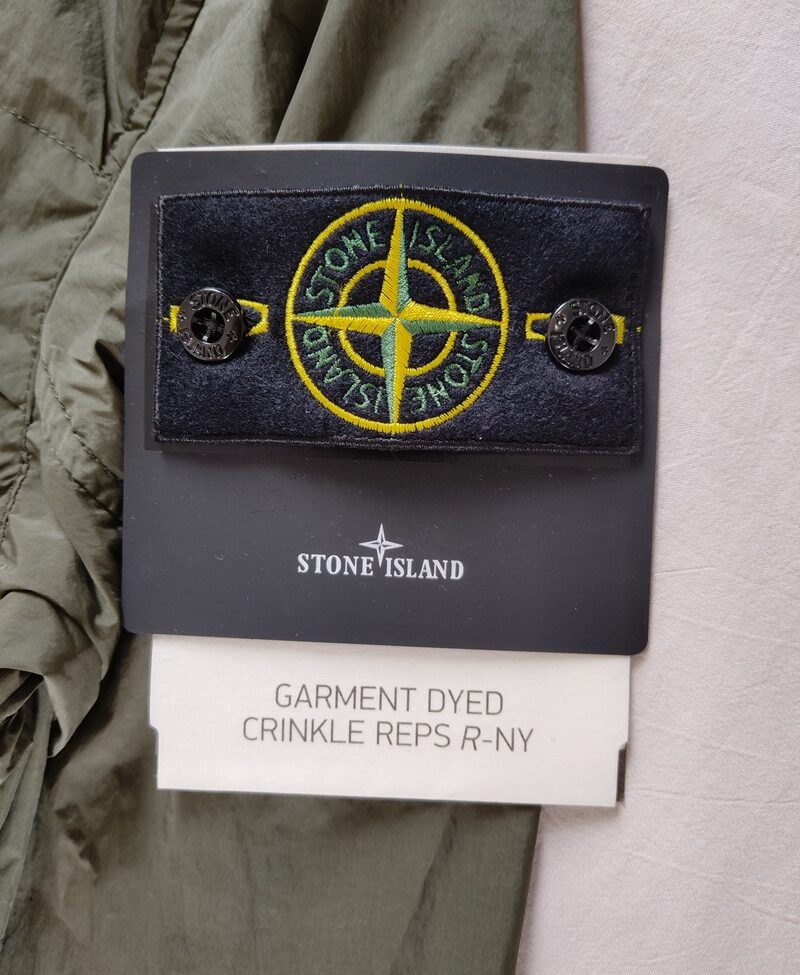 STONE ISLAND
STONE ISLAND
STONE
ISLAND
STONE
ISLAND
STONE ISLAND
GARMENT DYED
CRINKLE REPS R-NY